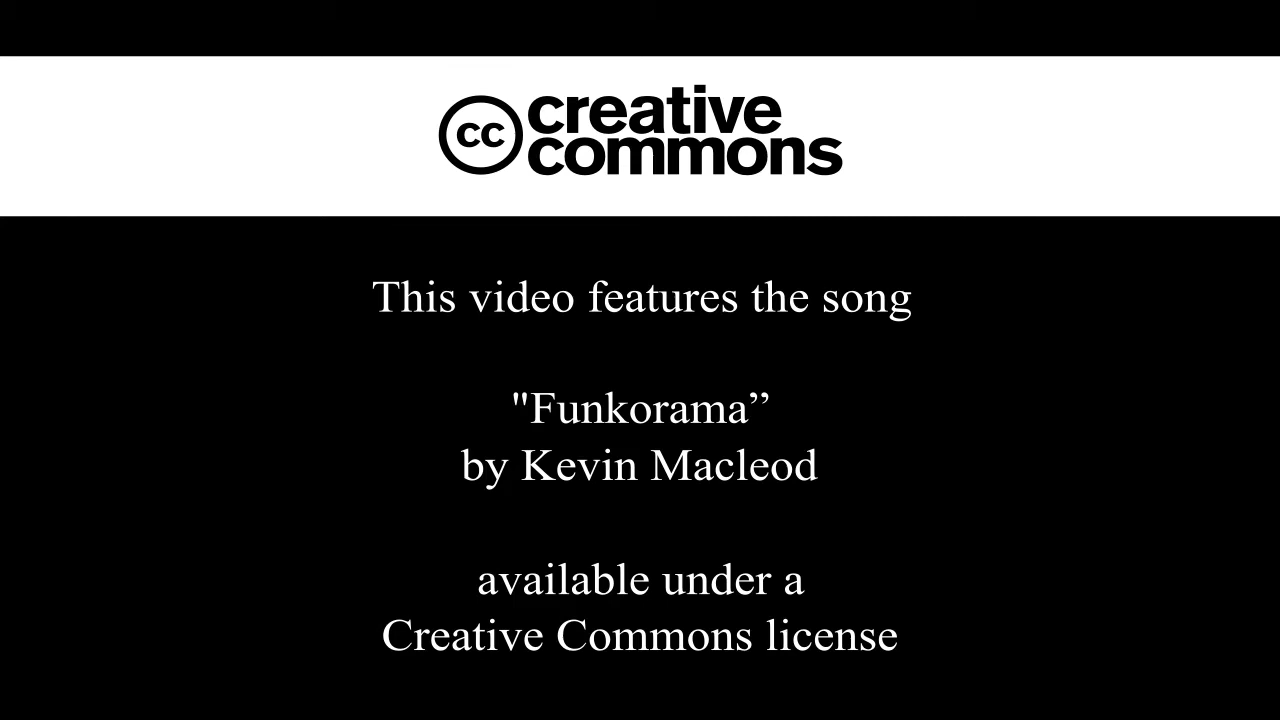 cc creative
commons
This video features the song
"Funkorama”
by Kevin Macleod
available under a
Creative Commons license